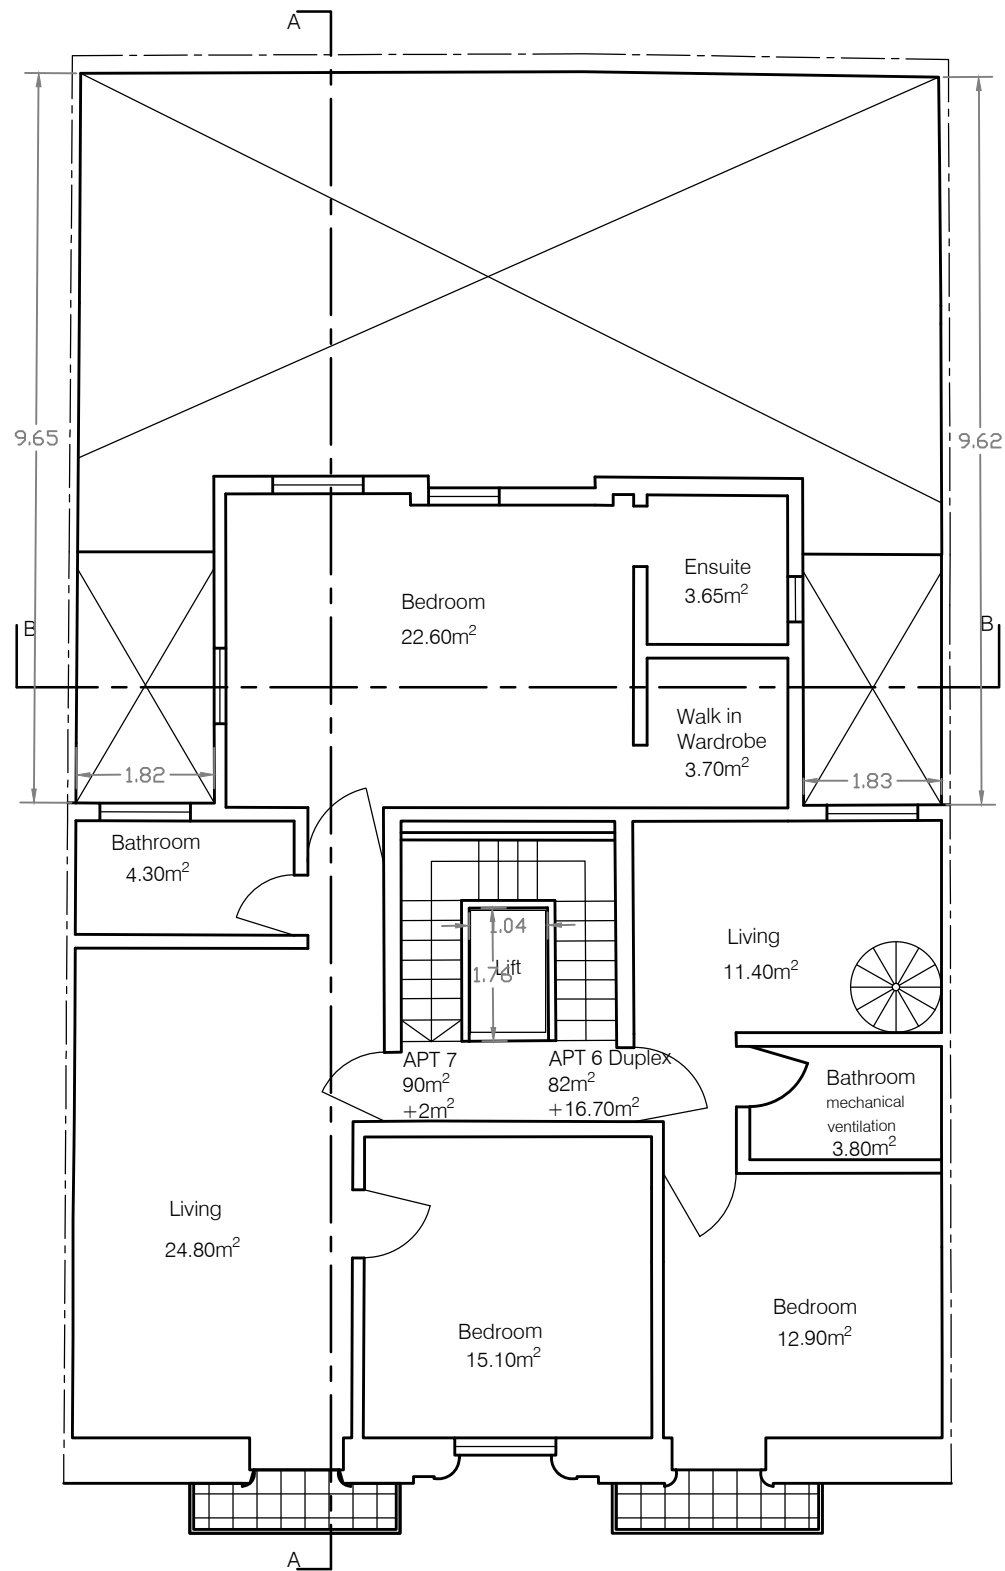 A
9.65
9.62
Ensuite
3.65m²
Bedroom
22.60m²
B
B
Walk in
Wardrobe
3.70m²
1.82
1.83
Bathroom
4.30m²
1.04
Lift
1.76
Living
11.40m²
APT 7
90m²
+2m²
APT 6 Duplex
82m²
+16.70m²
Bathroom
mechanical
ventilation
3.80m²
Living
24.80m²
Bedroom
15.10m²
Bedroom
12.90m²
A